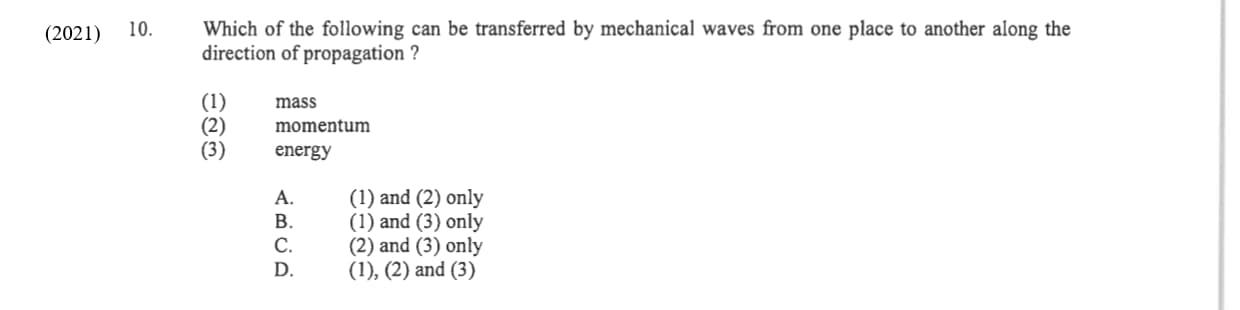 (2021) 10. Which of the following can be transferred by mechanical waves from one place to another along the
direction of propagation ?
(1) mass
(2) momentum
(3) energy
A. (1) and (2) only
B. (1) and (3) only
C. (2) and (3) only
D. (1), (2) and (3)